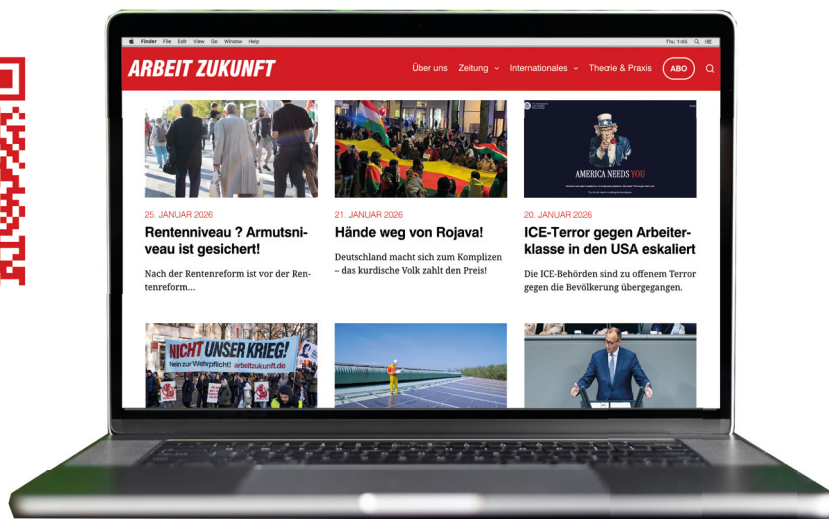 Finder File Edit View Go Window Help
Thu. 1:45
ARBEIT ZUKUNFT
Über uns Zeitung Internationales Theorie & Praxis ABO
25. JANUAR 2026
Rentenniveau ? Armutsni-
veau ist gesichert!
Nach der Rentenreform ist vor der Ren-
tenreform...
21. JANUAR 2026
Hände weg von Rojava!
Deutschland macht sich zum Komplizen
– das kurdische Volk zahlt den Preis!
AMERICA NEEDS YOU
20. JANUAR 2026
ICE-Terror gegen Arbeiter-
klasse in den USA eskaliert
Die ICE-Behörden sind zu offenem Terror
gegen die Bevölkerung übergegangen.
NICHT UNSER KRIEG!
Nein zur Wehrpflicht! arbeitzukunft.de